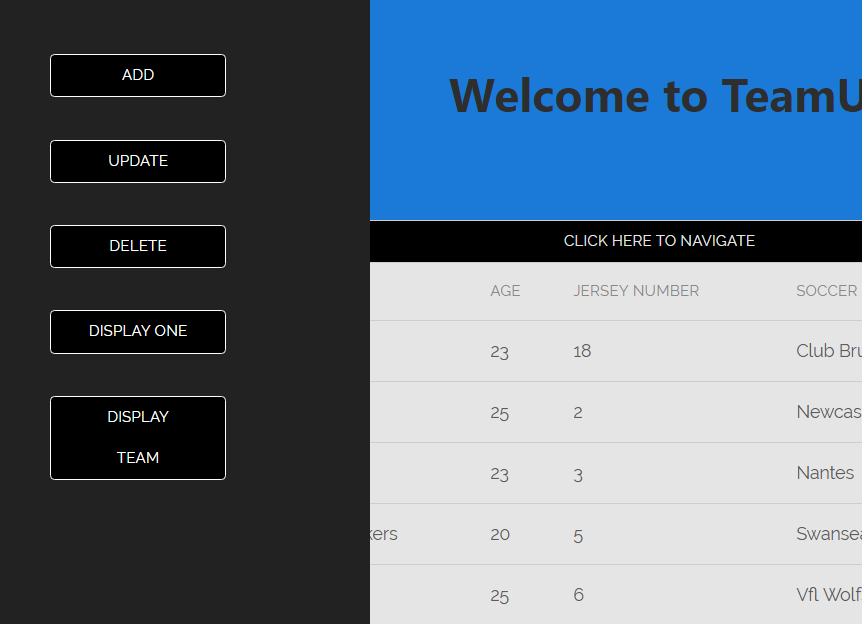 ADD
UPDATE
DELETE
DISPLAY ONE
DISPLAY
TEAM
Welcome to TeamU
CLICK HERE TO NAVIGATE
AGE JERSEY NUMBER SOCCER
23 18 Club Bru
25 2 Newcas
23 3 Nantes
kers 20 5 Swansea
25 6 Vfl Wolf